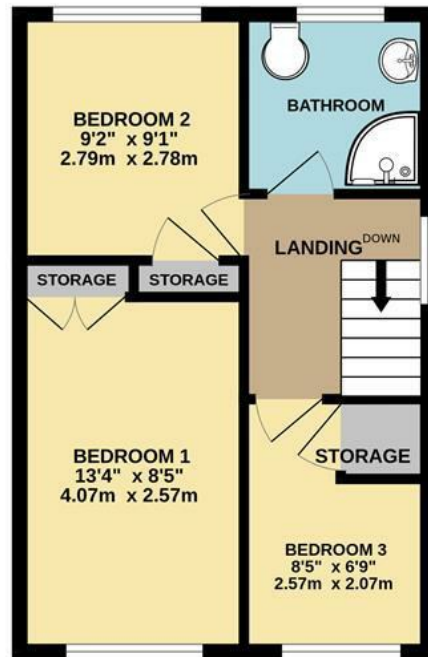 BEDROOM 2
9'2" x 9'1"
2.79m x 2.78m
BATHROOM
LANDING
DOWN
STORAGE
STORAGE
BEDROOM 1
13'4" x 8'5"
4.07m x 2.57m
STORAGE
BEDROOM 3
8'5" x 6'9"
2.57m x 2.07m